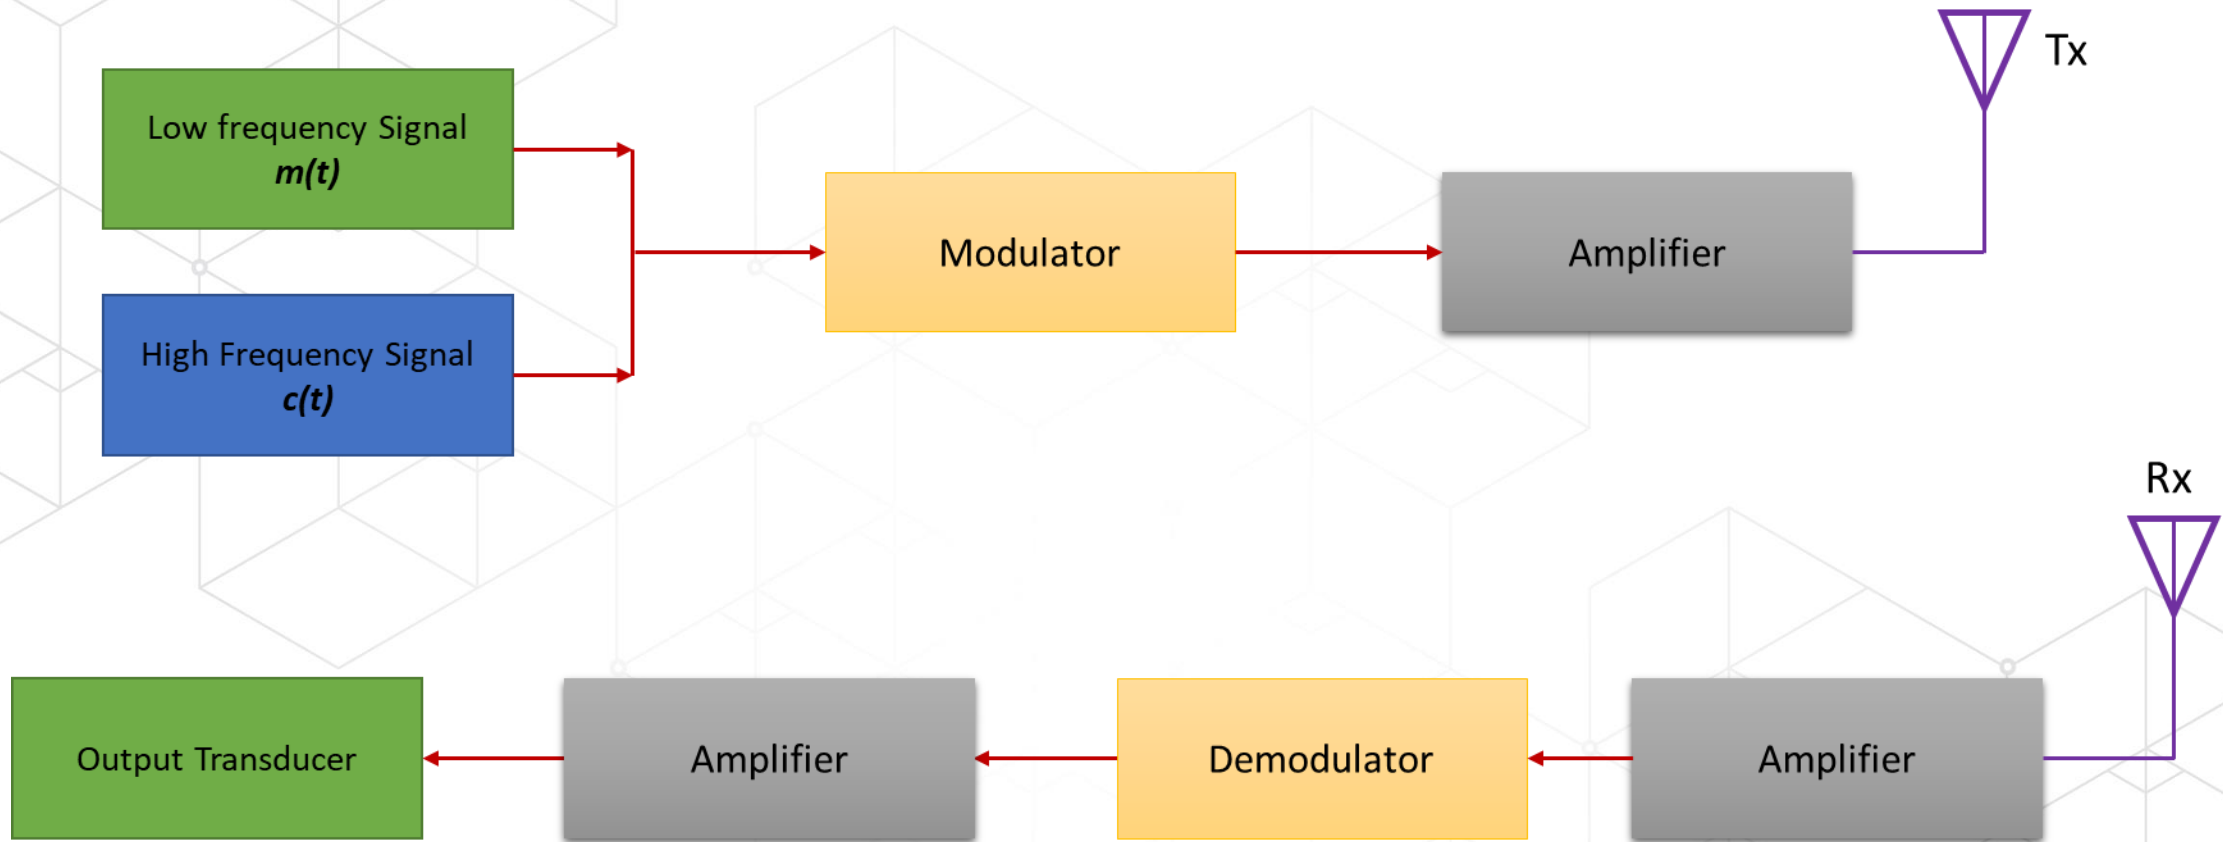 Tx
Low frequency Signal
m(t)
Modulator
Amplifier
High Frequency Signal
c(t)
Rx
Output Transducer
Amplifier
Demodulator
Amplifier